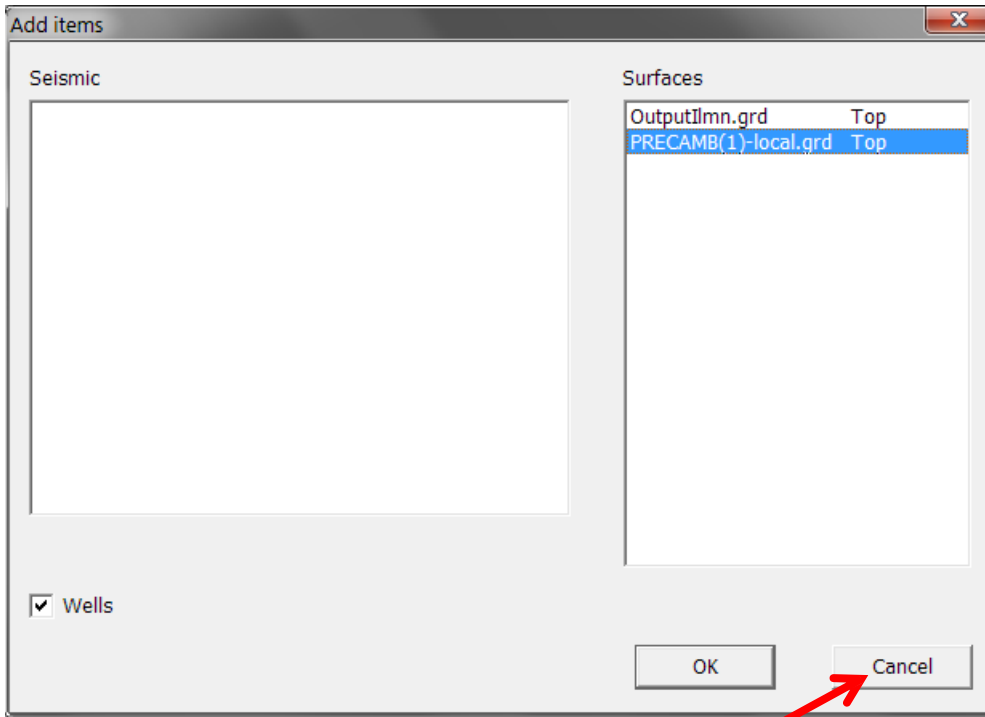 Add items
Seismic
Surfaces
OutputIlmn.grd Top
PRECAMB(1)-local.grd Top
Wells
OK
Cancel